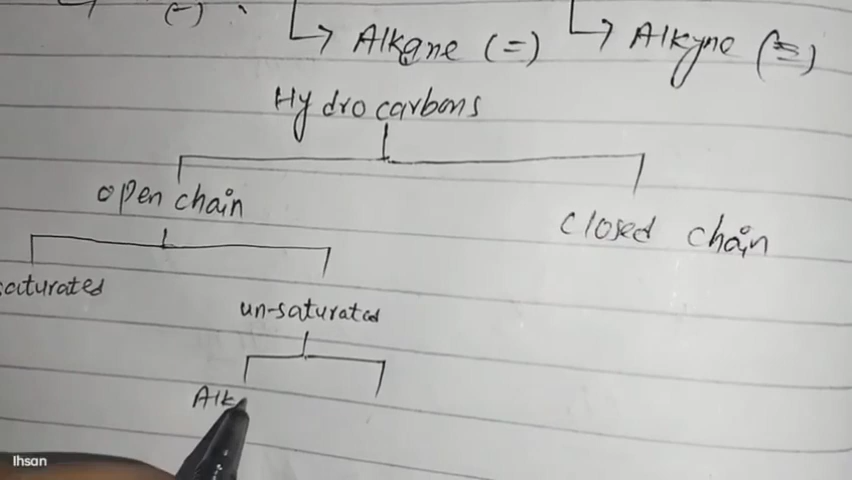 (-)
Alkane (=)
Alkyne (≡)
Hydrocarbons
open chain
closed chain
saturated
un-saturated
Alk
Ihsan